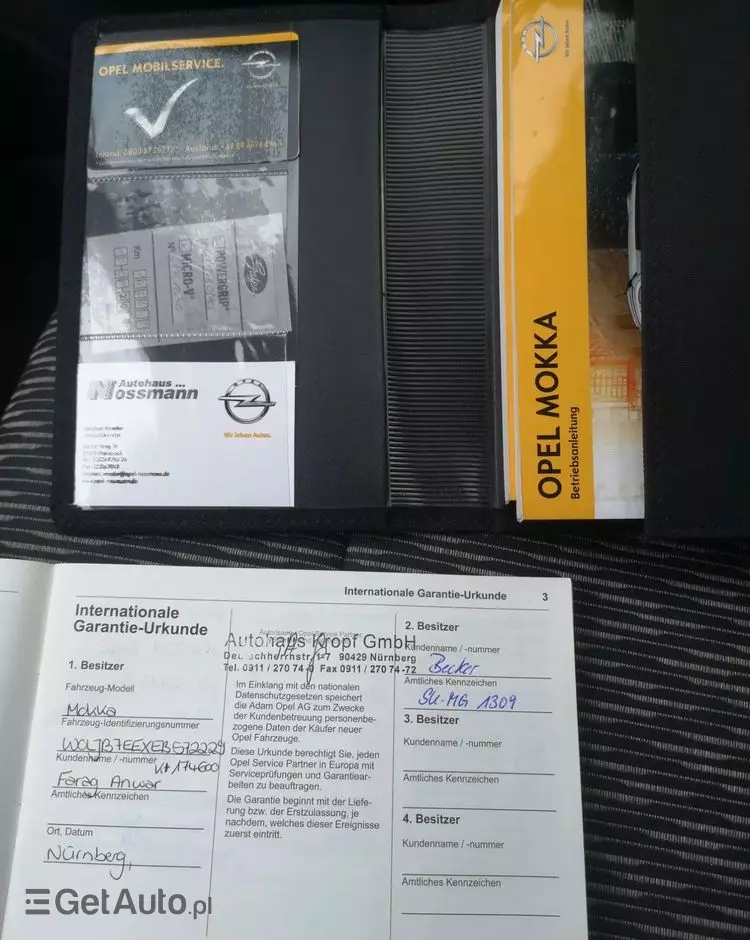 OPEL MOBILSERVICE.
Autohaus ...
Nossmann
OPEL
Wir leben Autos.
POWERGRIP®
MICRO-V®
Gates
Km
OPEL MOKKA
Betriebsanleitung
Internationale Garantie-Urkunde 3
Internationale
Garantie-Urkunde
1. Besitzer
Fahrzeug-Modell
Mokka
Fahrzeug-Identifizierungsnummer
Kundenname / -nummer
K# 174600
Farag Anwar
Amtliches Kennzeichen
Ort, Datum
Nürnberg,
Autohaus Kropf GmbH
90429 Nürnberg
Tel. 0911 / 270 74-0 Fax 0911 / 270 74-72
Im Einklang mit den nationalen
Datenschutzgesetzen speichert
die Adam Opel AG zum Zwecke
der Kundenbetreuung personenbe-
zogene Daten der Käufer neuer
Opel Fahrzeuge.
Diese Urkunde berechtigt Sie, jeden
Opel Service Partner in Europa mit
Serviceprüfungen und Garantiear-
beiten zu beauftragen.
Die Garantie beginnt mit der Liefe-
rung bzw. der Erstzulassung, je
nachdem, welches dieser Ereignisse
zuerst eintritt.
2. Besitzer
Kundenname / -nummer
Becker
Amtliches Kennzeichen
SU-MG 1309
3. Besitzer
Kundenname / -nummer
Amtliches Kennzeichen
4. Besitzer
Kundenname / -nummer
Amtliches Kennzeichen
GetAuto.pl